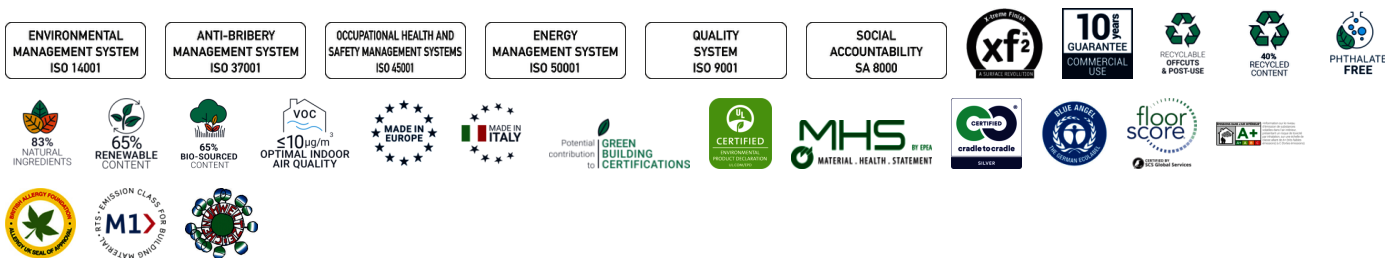 ENVIRONMENTAL
MANAGEMENT SYSTEM
ISO 14001
ANTI-BRIBERY
MANAGEMENT SYSTEM
ISO 37001
OCCUPATIONAL HEALTH AND
SAFETY MANAGEMENT SYSTEMS
ISO 45001
ENERGY
MANAGEMENT SYSTEM
ISO 50001
QUALITY
SYSTEM
ISO 9001
SOCIAL
ACCOUNTABILITY
SA 8000
X-treme Finish
xf²
A SURFACE REVOLUTION
10 years
GUARANTEE
COMMERCIAL
USE
RECYCLABLE
OFFCUTS
& POST-USE
40%
RECYCLED
CONTENT
PHTHALATE
FREE
83%
NATURAL
INGREDIENTS
65%
RENEWABLE
CONTENT
65%
BIO-SOURCED
CONTENT
VOC
≤10µg/m³
OPTIMAL INDOOR
AIR QUALITY
MADE IN
EUROPE
MADE IN
ITALY
Potential
contribution
to
GREEN
BUILDING
CERTIFICATIONS
UL
CERTIFIED
ENVIRONMENTAL
PRODUCT DECLARATION
MHS
BY EPEA
MATERIAL . HEALTH . STATEMENT
CERTIFIED
cradletocradle
SILVER
BLUE ANGEL
THE GERMAN ECOLABEL
floor
score
CERTIFIED BY
SCS Global Services
A+
BRITISH ALLERGY FOUNDATION
ALLERGY UK SEAL OF APPROVAL
M1
RTS • EMISSION CLASS FOR BUILDING MATERIAL